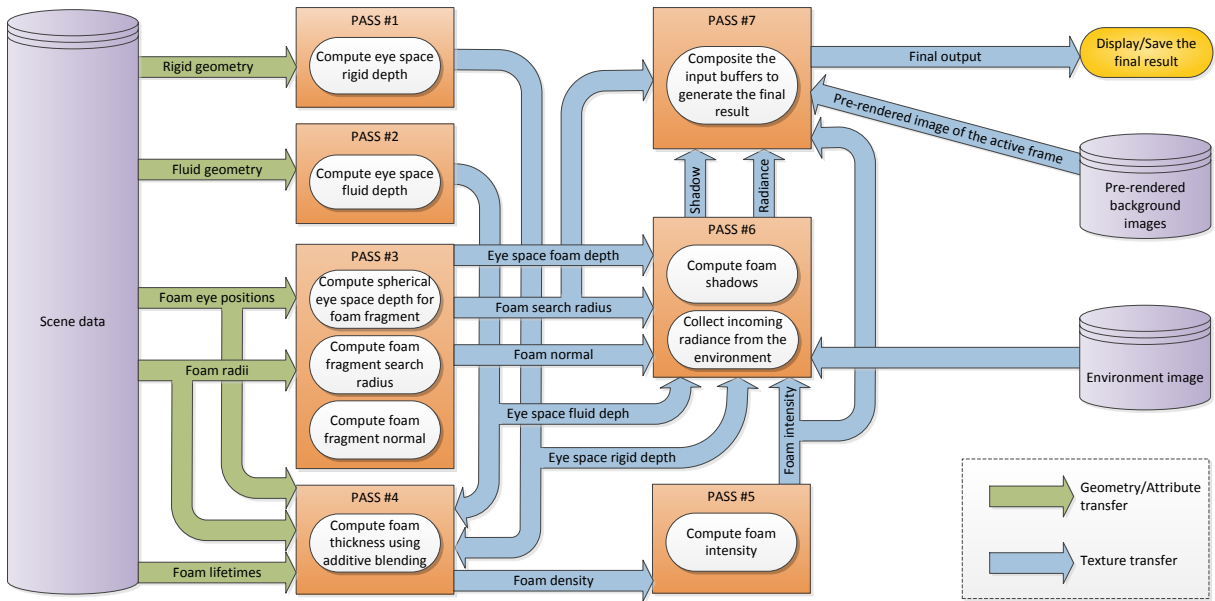 Scene data
Rigid geometry
Fluid geometry
Foam eye positions
Foam radii
Foam lifetimes
PASS #1
Compute eye space
rigid depth
PASS #2
Compute eye space
fluid depth
PASS #3
Compute spherical
eye space depth for
foam fragment
Compute foam
fragment search
radius
Compute foam
fragment normal
PASS #4
Compute foam
thickness using
additive blending
Eye space foam depth
Foam search radius
Foam normal
Eye space fluid deph
Eye space rigid depth
Foam density
PASS #5
Compute foam
intensity
Foam intensity
PASS #6
Compute foam
shadows
Collect incoming
radiance from the
environment
Shadow
Radiance
PASS #7
Composite the
input buffers to
generate the final
result
Final output
Display/Save the
final result
Pre-rendered image of the active frame
Pre-rendered
background
images
Environment image
Geometry/Attribute
transfer
Texture transfer